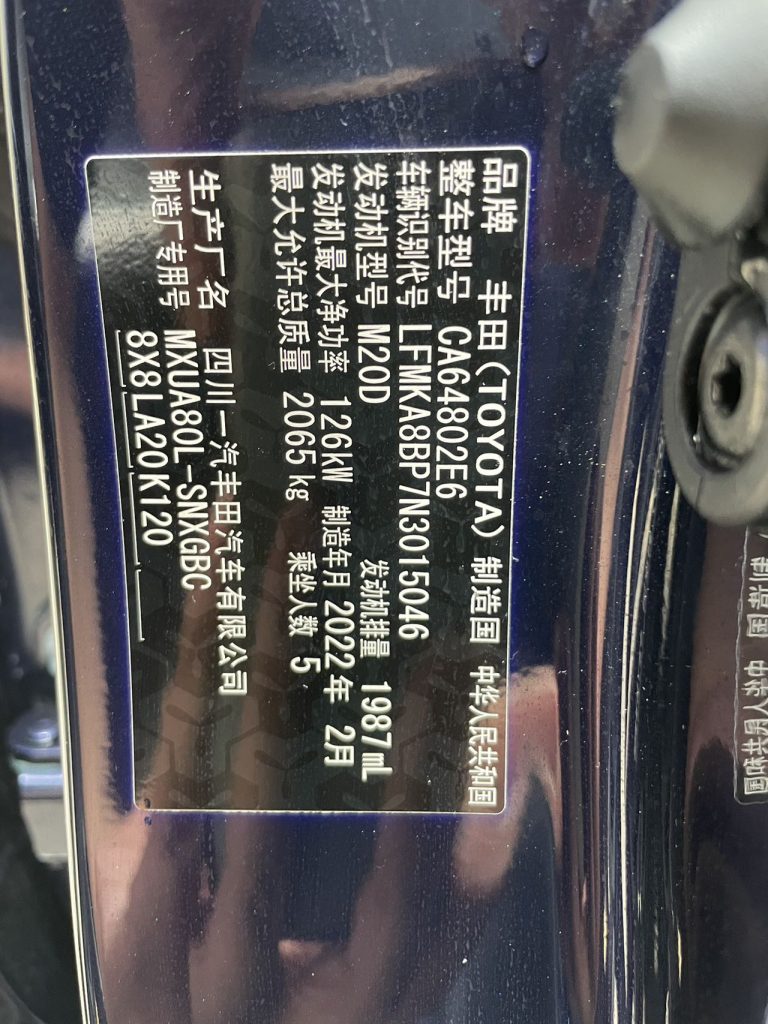 品牌 丰田(TOYOTA) 制造国 中华人民共和国
整车型号 CA64802E6
车辆识别代号 LFMKA8BP7N3015046
发动机型号 M20D 发动机排量 1987mL
发动机最大净功率 126kW 制造年月 2022年 2月
最大允许总质量 2065kg 乘坐人数 5
生产厂名 四川一汽丰田汽车有限公司
制造厂专用号 MXUA80L-SNXGBC
8X8LA20K120